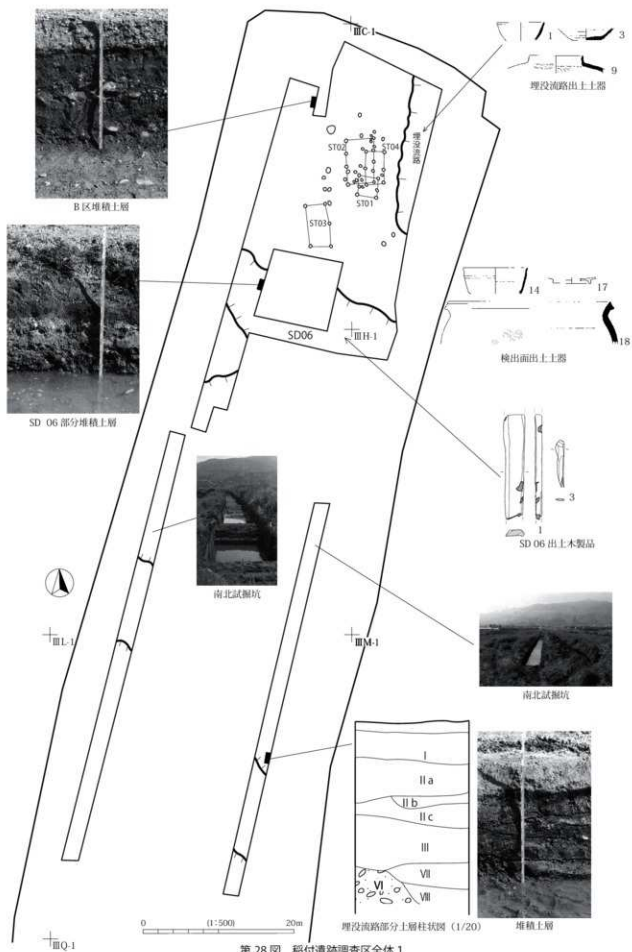 ⅢC-1
1
3
9
埋没流路出土土器
B区堆積土層
ST02
ST04
埋没流路
ST01
ST03
14
17
18
検出面出土土器
SD06
ⅢH-1
SD 06 部分堆積土層
3
1
SD 06 出土木製品
南北試掘坑
ⅢL-1
ⅢM-1
南北試掘坑
Ⅰ
Ⅱa
Ⅱb
Ⅱc
Ⅲ
Ⅶ
Ⅵ
Ⅷ
埋没流路部分土層柱状図 (1/20)
堆積土層
ⅢQ-1
0 (1:500) 20m
第 28 図 稲付遺跡調査区全体 1